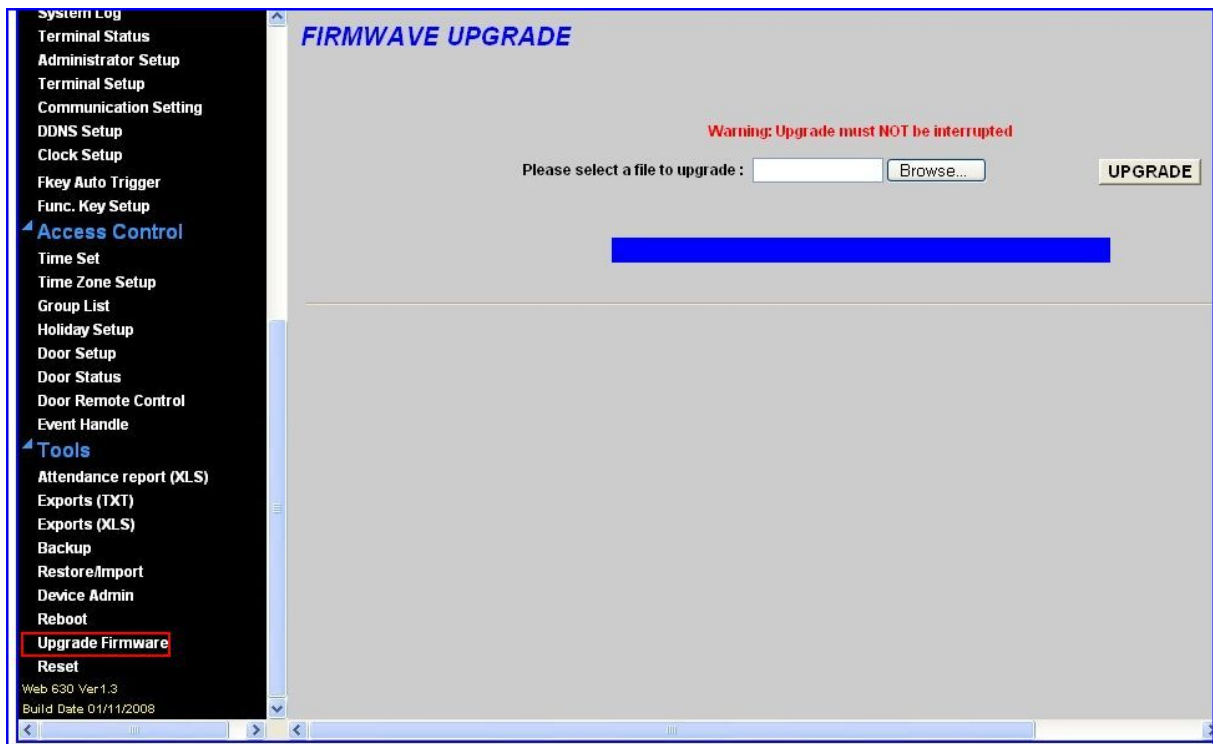 System Log
Terminal Status
Administrator Setup
Terminal Setup
Communication Setting
DDNS Setup
Clock Setup
Fkey Auto Trigger
Func. Key Setup
Access Control
Time Set
Time Zone Setup
Group List
Holiday Setup
Door Setup
Door Status
Door Remote Control
Event Handle
Tools
Attendance report (XLS)
Exports (TXT)
Exports (XLS)
Backup
Restore/Import
Device Admin
Reboot
Upgrade Firmware
Reset
Web 630 Ver1.3
Build Date 01/11/2008
FIRMWAVE UPGRADE
Warning: Upgrade must NOT be interrupted
Please select a file to upgrade : Browse... UPGRADE